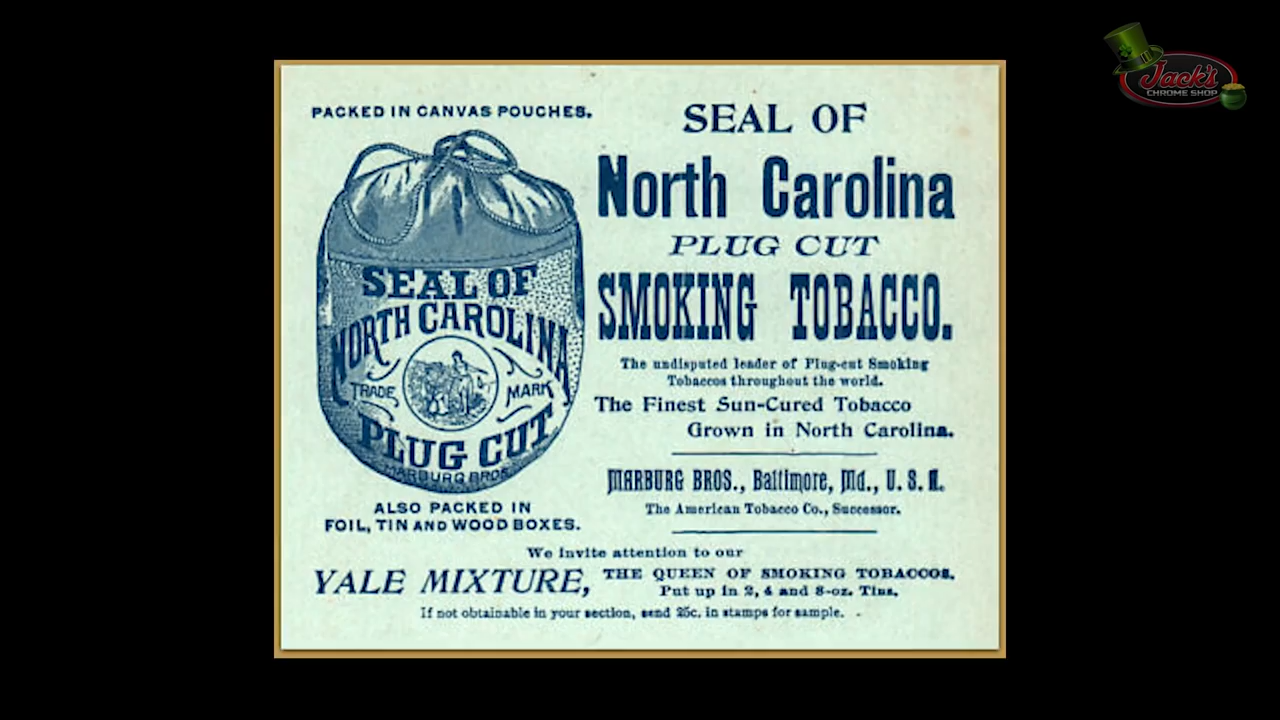 Jack's
CHROME SHOP
PACKED IN CANVAS POUCHES.
SEAL OF
NORTH CAROLINA
TRADE MARK
PLUG CUT
MARBURG BROS
ALSO PACKED IN
FOIL, TIN AND WOOD BOXES.
SEAL OF
North Carolina
PLUG CUT
SMOKING TOBACCO.
The undisputed leader of Plug-cut Smoking
Tobaccos throughout the world.
The Finest Sun-Cured Tobacco
Grown in North Carolina.
MARBURG BROS., Baltimore, Md., U. S. A.
The American Tobacco Co., Successor.
We invite attention to our
YALE MIXTURE, THE QUEEN OF SMOKING TOBACCOS.
Put up in 2, 4 and 8-oz. Tins.
If not obtainable in your section, send 25c. in stamps for sample.